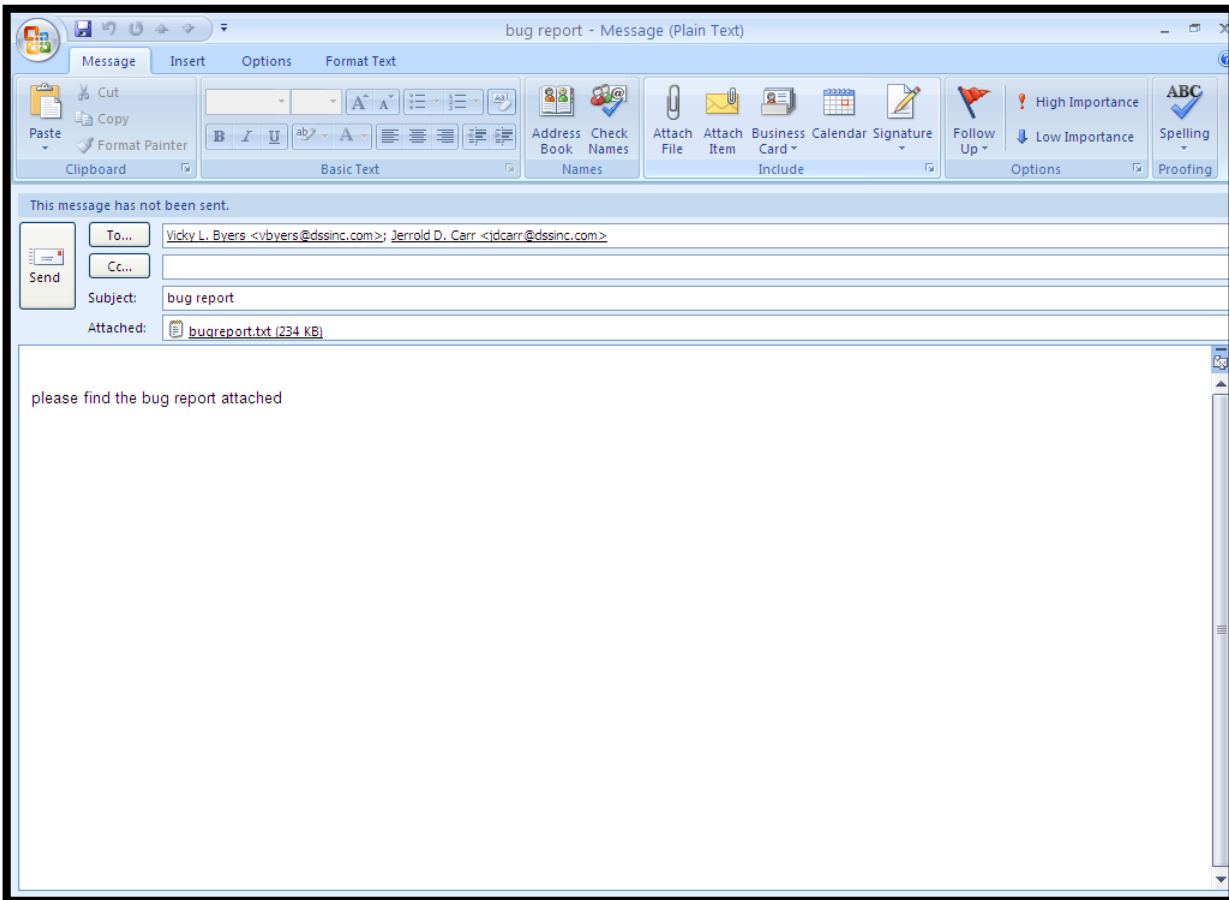 bug report - Message (Plain Text)
Message Insert Options Format Text
Paste
Cut
Copy
Format Painter
Clipboard
B I U
Basic Text
Address Book
Check Names
Names
Attach File
Attach Item
Business Card
Calendar
Signature
Include
Follow Up
High Importance
Low Importance
Options
ABC
Spelling
Proofing
This message has not been sent.
Send
To... Vicky L. Byers <vbyers@dssinc.com>; Jerrold D. Carr <jdcarr@dssinc.com>
Cc...
Subject: bug report
Attached: bugreport.txt (234 KB)
please find the bug report attached